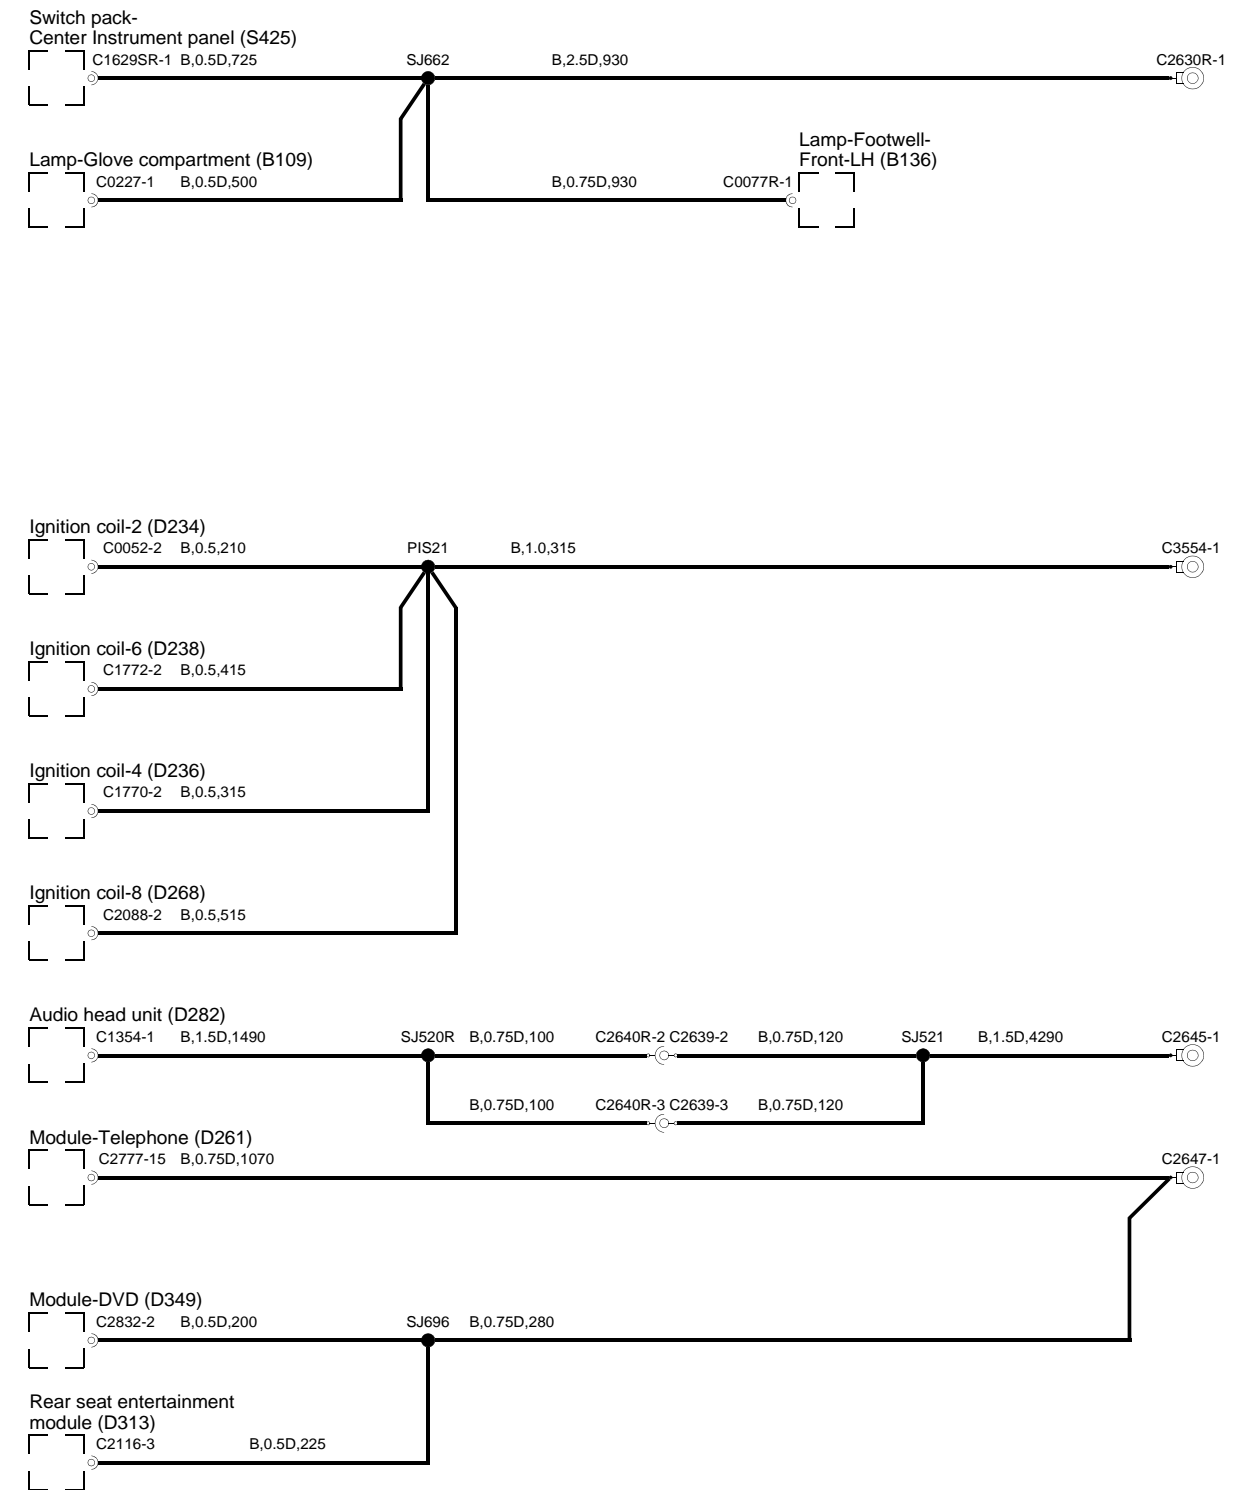 Switch pack-
Center Instrument panel (S425)
C1629SR-1 B,0.5D,725 SJ662 B,2.5D,930 C2630R-1
Lamp-Footwell-
Lamp-Glove compartment (B109) Front-LH (B136)
C0227-1 B,0.5D,500 B,0.75D,930 C0077R-1
Ignition coil-2 (D234)
C0052-2 B,0.5,210 PIS21 B,1.0,315 C3554-1
Ignition coil-6 (D238)
C1772-2 B,0.5,415
Ignition coil-4 (D236)
C1770-2 B,0.5,315
Ignition coil-8 (D268)
C2088-2 B,0.5,515
Audio head unit (D282)
C1354-1 B,1.5D,1490 SJ520R B,0.75D,100 C2640R-2 C2639-2 B,0.75D,120 SJ521 B,1.5D,4290 C2645-1
B,0.75D,100 C2640R-3 C2639-3 B,0.75D,120
Module-Telephone (D261)
C2777-15 B,0.75D,1070 C2647-1
Module-DVD (D349)
C2832-2 B,0.5D,200 SJ696 B,0.75D,280
Rear seat entertainment
module (D313)
C2116-3 B,0.5D,225